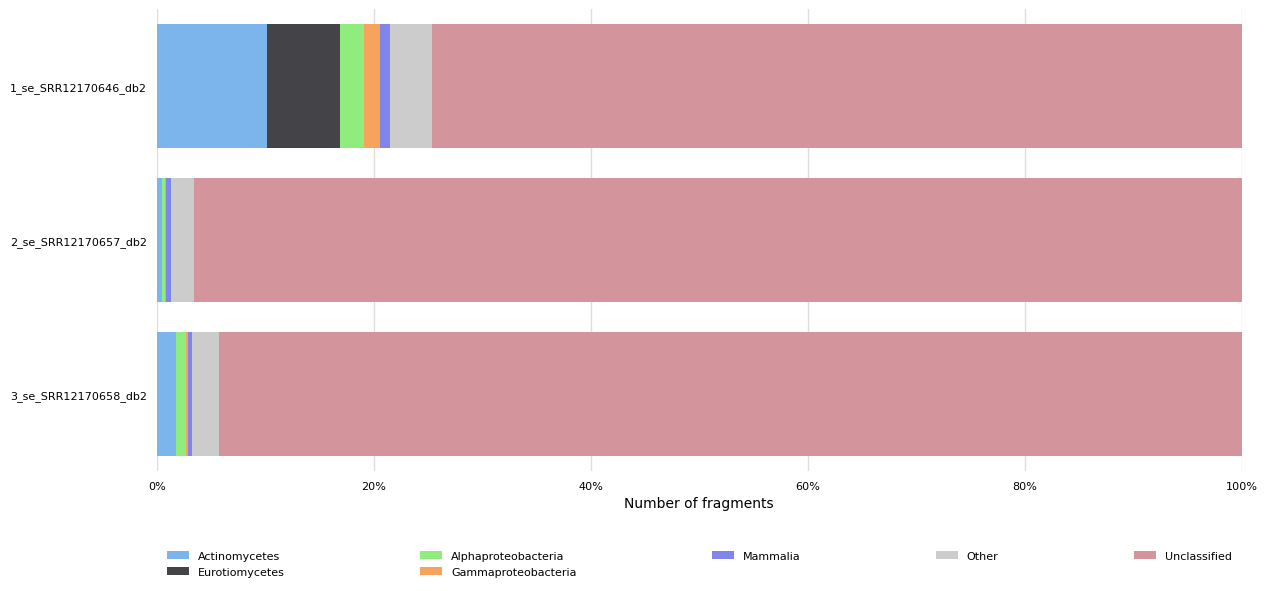 1_se_SRR12170646_db2
2_se_SRR12170657_db2
3_se_SRR12170658_db2
0% 20% 40% 60% 80% 100%
Number of fragments
Actinomycetes Alphaproteobacteria Mammalia Other Unclassified
Eurotiomycetes Gammaproteobacteria